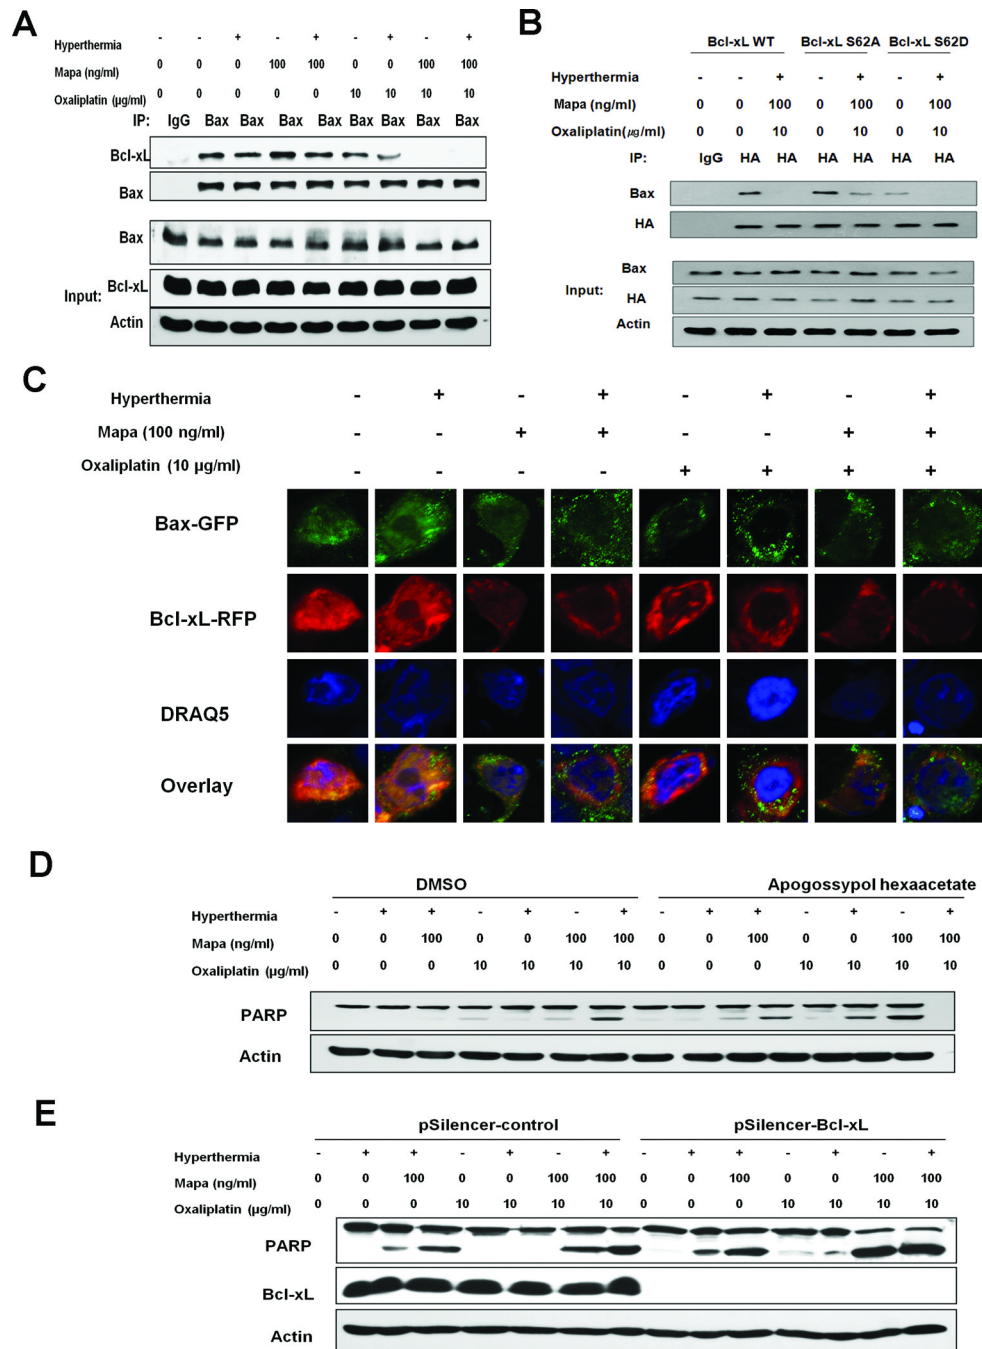 A
Hyperthermia - - + - + - + - +
Mapa (ng/ml) 0 0 0 100 100 0 0 100 100
Oxaliplatin (µg/ml) 0 0 0 0 0 10 10 10 10
IP: IgG Bax Bax Bax Bax Bax Bax Bax Bax
Bcl-xL
Bax
Bax
Input: Bcl-xL
Actin
B
Bcl-xL WT Bcl-xL S62A Bcl-xL S62D
Hyperthermia - - + - + - +
Mapa (ng/ml) 0 0 100 0 100 0 100
Oxaliplatin(µg/ml) 0 0 10 0 10 0 10
IP: IgG HA HA HA HA HA HA
Bax
HA
Bax
Input: HA
Actin
C
Hyperthermia - + - + - + - +
Mapa (100 ng/ml) - - + + - - + +
Oxaliplatin (10 µg/ml) - - - - + + + +
Bax-GFP
Bcl-xL-RFP
DRAQ5
Overlay
D
DMSO Apogossypol hexaacetate
Hyperthermia - + + - + - + - + + - + - +
Mapa (ng/ml) 0 0 100 0 0 100 100 0 0 100 0 100 100 100
Oxaliplatin (µg/ml) 0 0 0 10 10 10 10 0 0 0 10 10 10 10
PARP
Actin
E
pSilencer-control pSilencer-Bcl-xL
Hyperthermia - + + - + - + - + + - + - +
Mapa (ng/ml) 0 0 100 0 0 100 100 0 0 100 0 0 100 100
Oxaliplatin (µg/ml) 0 0 0 10 10 10 10 0 0 0 10 10 10 10
PARP
Bcl-xL
Actin